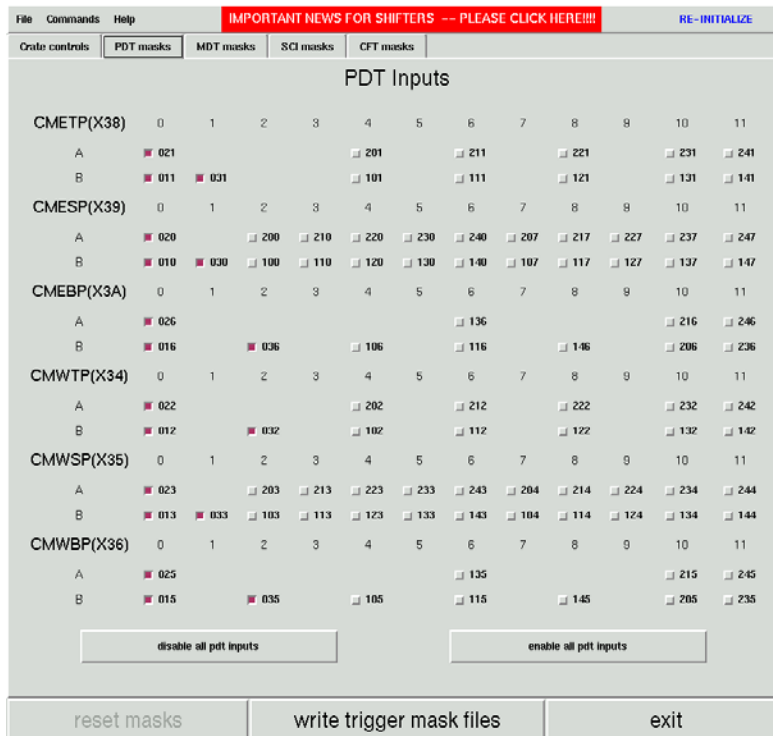 File Commands Help IMPORTANT NEWS FOR SHIFTERS -- PLEASE CLICK HERE!!!! RE-INITIALIZE
Crate controls PDT masks MDT masks SCI masks CFT masks
PDT Inputs
CMETP(X38) 0 1 2 3 4 5 6 7 8 9 10 11
A 021 201 211 221 231 241
B 011 031 101 111 121 131 141
CMESP(X39) 0 1 2 3 4 5 6 7 8 9 10 11
A 020 200 210 220 230 240 207 217 227 237 247
B 010 030 100 110 120 130 140 107 117 127 137 147
CMEBP(X3A) 0 1 2 3 4 5 6 7 8 9 10 11
A 026 136 216 246
B 016 036 106 116 146 206 236
CMWTP(X34) 0 1 2 3 4 5 6 7 8 9 10 11
A 022 202 212 222 232 242
B 012 032 102 112 122 132 142
CMWSP(X35) 0 1 2 3 4 5 6 7 8 9 10 11
A 023 203 213 223 233 243 204 214 224 234 244
B 013 033 103 113 123 133 143 104 114 124 134 144
CMWBP(X36) 0 1 2 3 4 5 6 7 8 9 10 11
A 025 135 215 245
B 015 035 105 115 145 205 235
disable all pdt inputs enable all pdt inputs
reset masks write trigger mask files exit